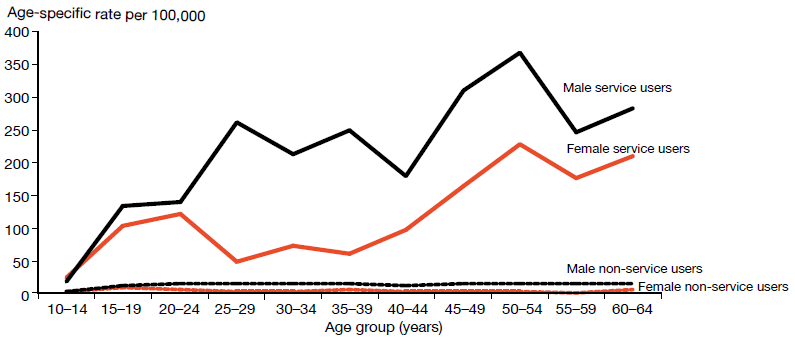 Age-specific rate per 100,000
400
350
300
250
200
150
100
50
0
Male service users
Female service users
Male non-service users
Female non-service users
10–14 15–19 20–24 25–29 30–34 35–39 40–44 45–49 50–54 55–59 60–64
Age group (years)